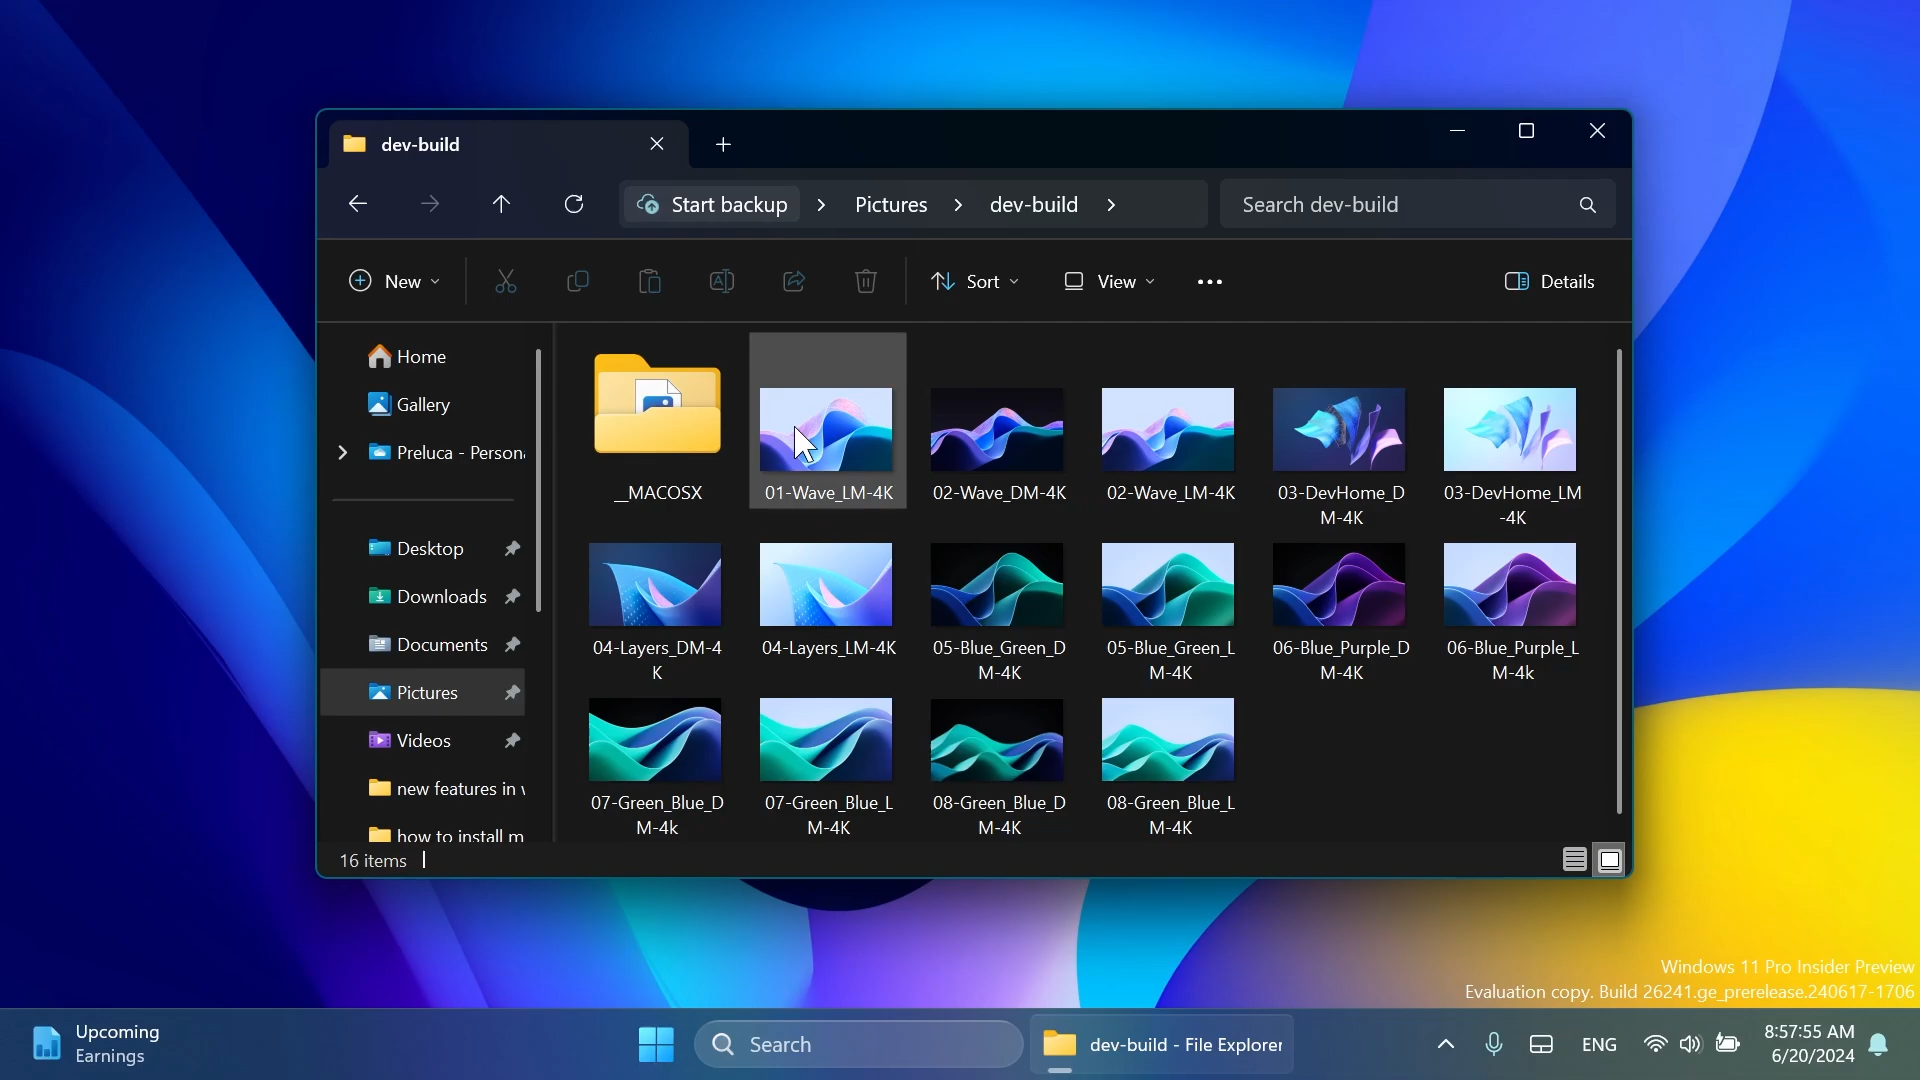 dev-build
Start backup
Pictures
dev-build
Search dev-build
New
Sort
View
Details
Home
Gallery
Preluca - Persona
Desktop
Downloads
Documents
Pictures
Videos
new features in
how to install m
__MACOSX
01-Wave_LM-4K
02-Wave_DM-4K
02-Wave_LM-4K
03-DevHome_D
M-4K
03-DevHome_LM
-4K
04-Layers_DM-4
K
04-Layers_LM-4K
05-Blue_Green_D
M-4K
05-Blue_Green_L
M-4K
06-Blue_Purple_D
M-4K
06-Blue_Purple_L
M-4k
07-Green_Blue_D
M-4k
07-Green_Blue_L
M-4K
08-Green_Blue_D
M-4K
08-Green_Blue_L
M-4K
16 items
Windows 11 Pro Insider Preview
Evaluation copy. Build 26241.ge_prerelease.240617-1706
Upcoming
Earnings
Search
dev-build - File Explorer
ENG
8:57:55 AM
6/20/2024